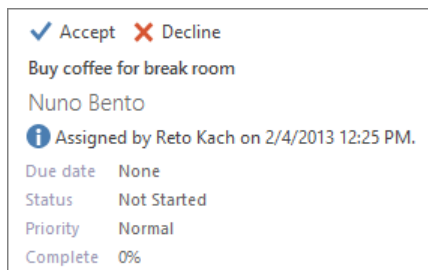 Accept Decline
Buy coffee for break room
Nuno Bento
Assigned by Reto Kach on 2/4/2013 12:25 PM.
Due date None
Status Not Started
Priority Normal
Complete 0%